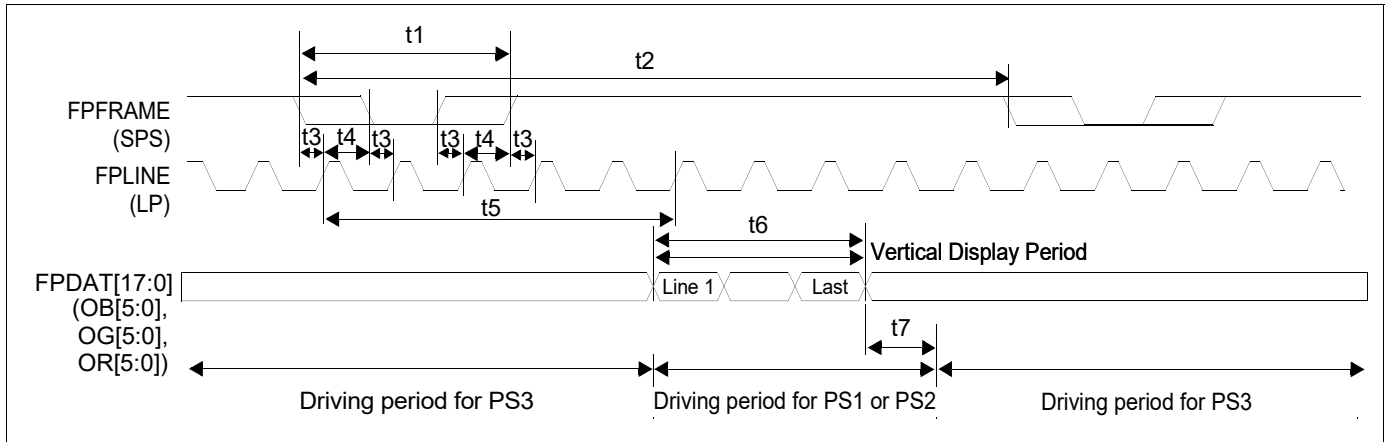 t1
t2
FPFRAME
(SPS)
t3 t4 t3 t3 t4 t3
FPLINE
(LP)
t5
t6
Vertical Display Period
FPDAT[17:0]
(OB[5:0],
OG[5:0],
OR[5:0])
Line 1 Last
t7
Driving period for PS3 Driving period for PS1 or PS2 Driving period for PS3